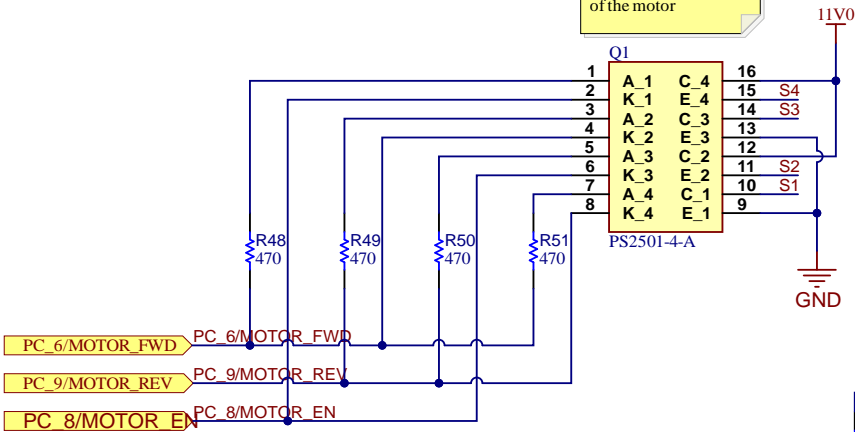 of the motor
11V0
Q1
1 A_1 C_4 16
2 K_1 E_4 15 S4
3 A_2 C_3 14 S3
4 K_2 E_3 13
5 A_3 C_2 12
6 K_3 E_2 11 S2
7 A_4 C_1 10 S1
8 K_4 E_1 9
PS2501-4-A
R48 R49 R50 R51
470 470 470 470
GND
PC_6/MOTOR_FWD PC_6/MOTOR_FWD
PC_9/MOTOR_REV PC_9/MOTOR_REV
PC_8/MOTOR_EN PC_8/MOTOR_EN